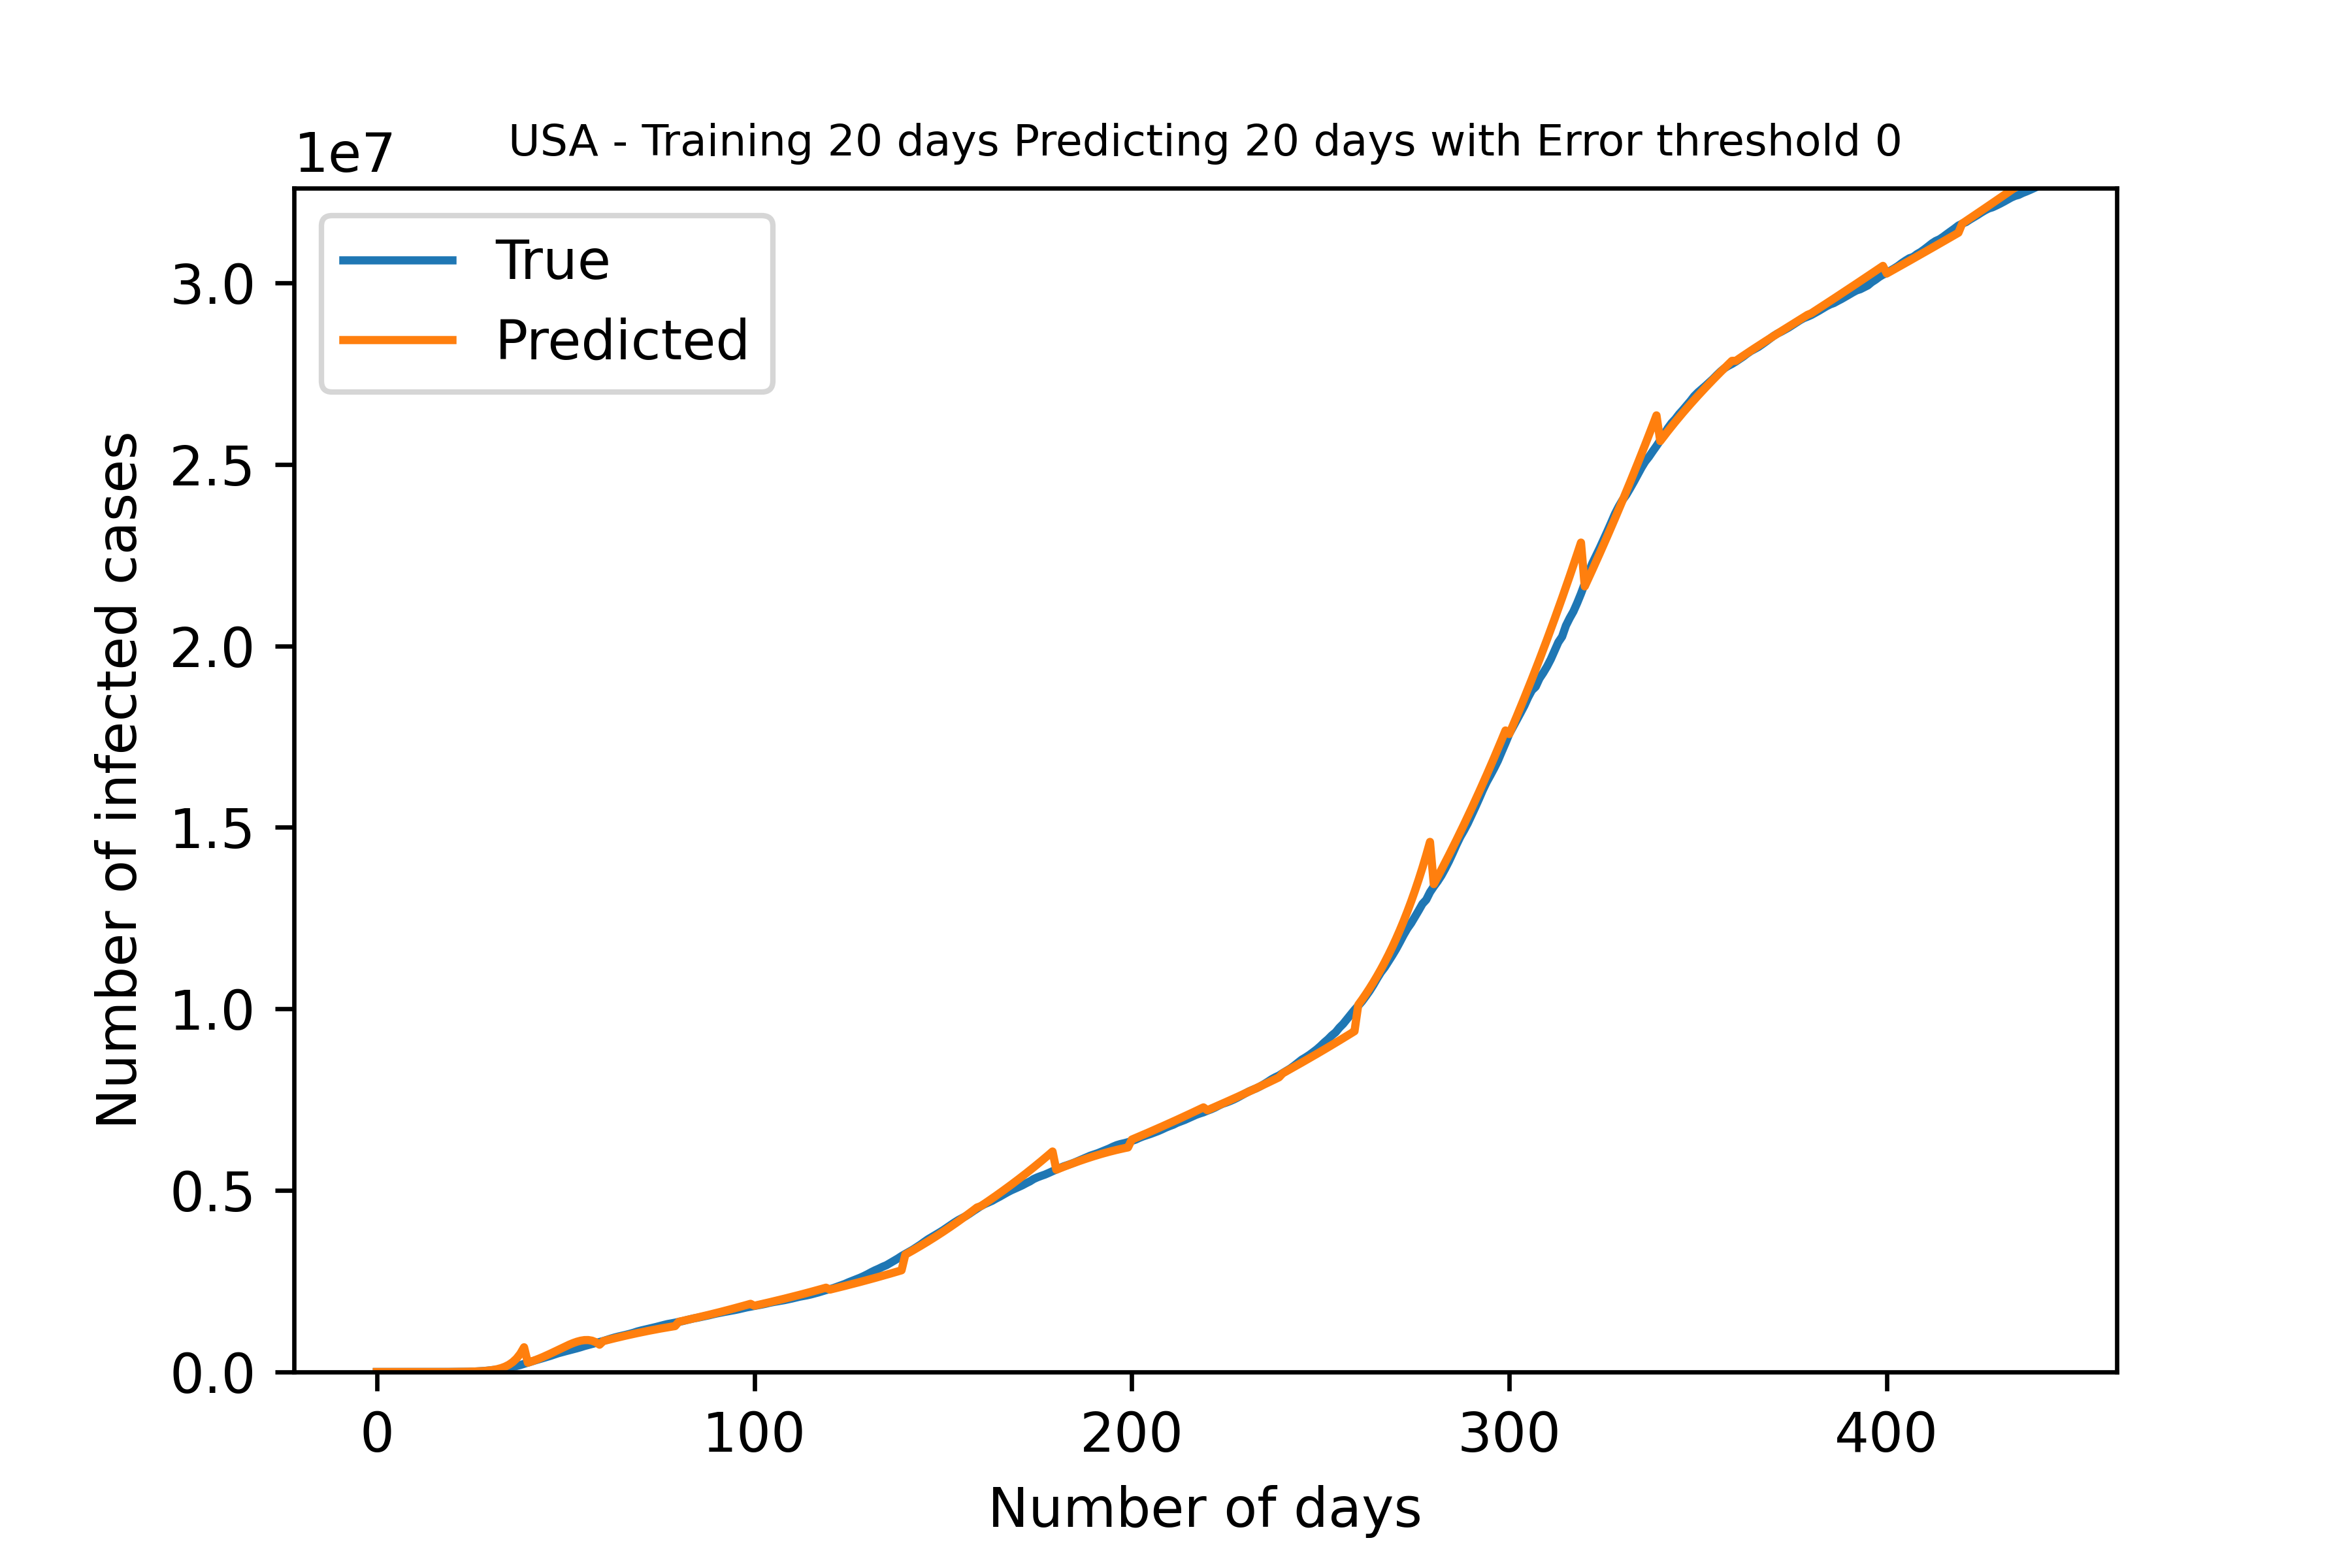 USA - Training 20 days Predicting 20 days with Error threshold 0
1e7
True
Predicted
3.0
2.5
2.0
1.5
1.0
0.5
0.0
Number of infected cases
0 100 200 300 400
Number of days